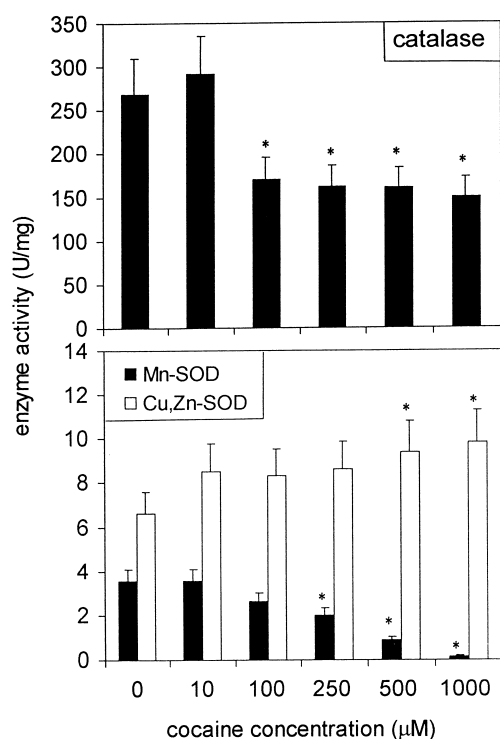 catalase
350
300
250
200
150
100
50
0
* * * *
enzyme activity (U/mg)
14
12
10
8
6
4
2
0
Mn-SOD
Cu,Zn-SOD
* *
* * *
0 10 100 250 500 1000
cocaine concentration (μM)